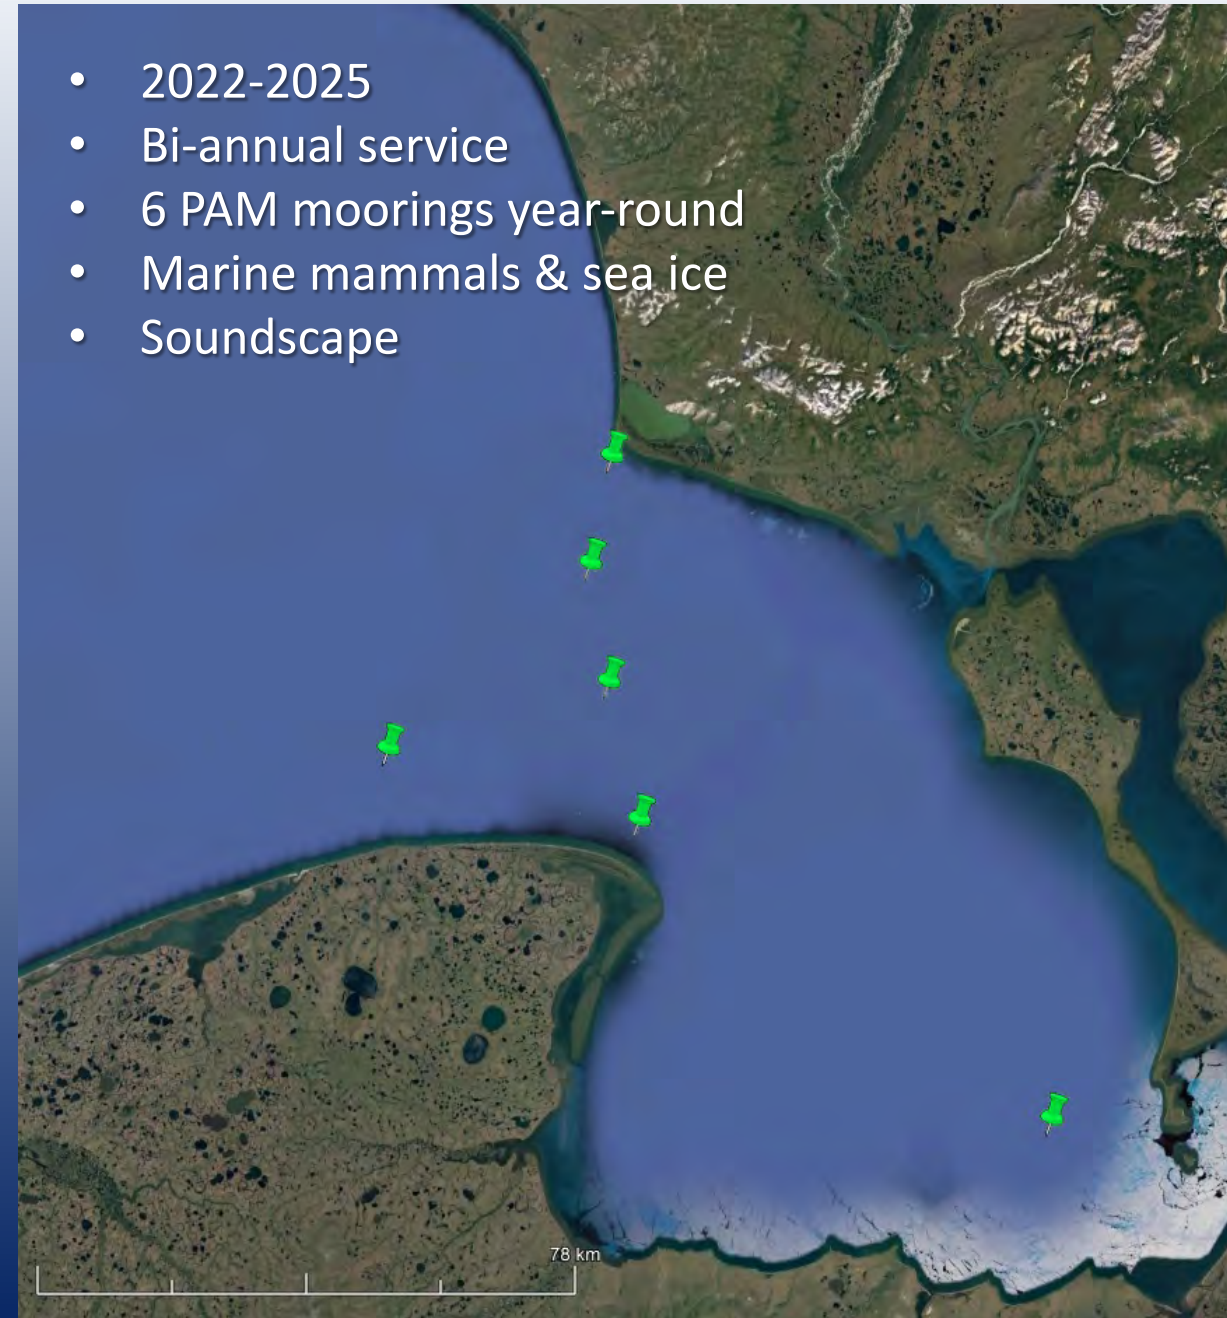 • 2022-2025
• Bi-annual service
• 6 PAM moorings year-round
• Marine mammals & sea ice
• Soundscape
78 km